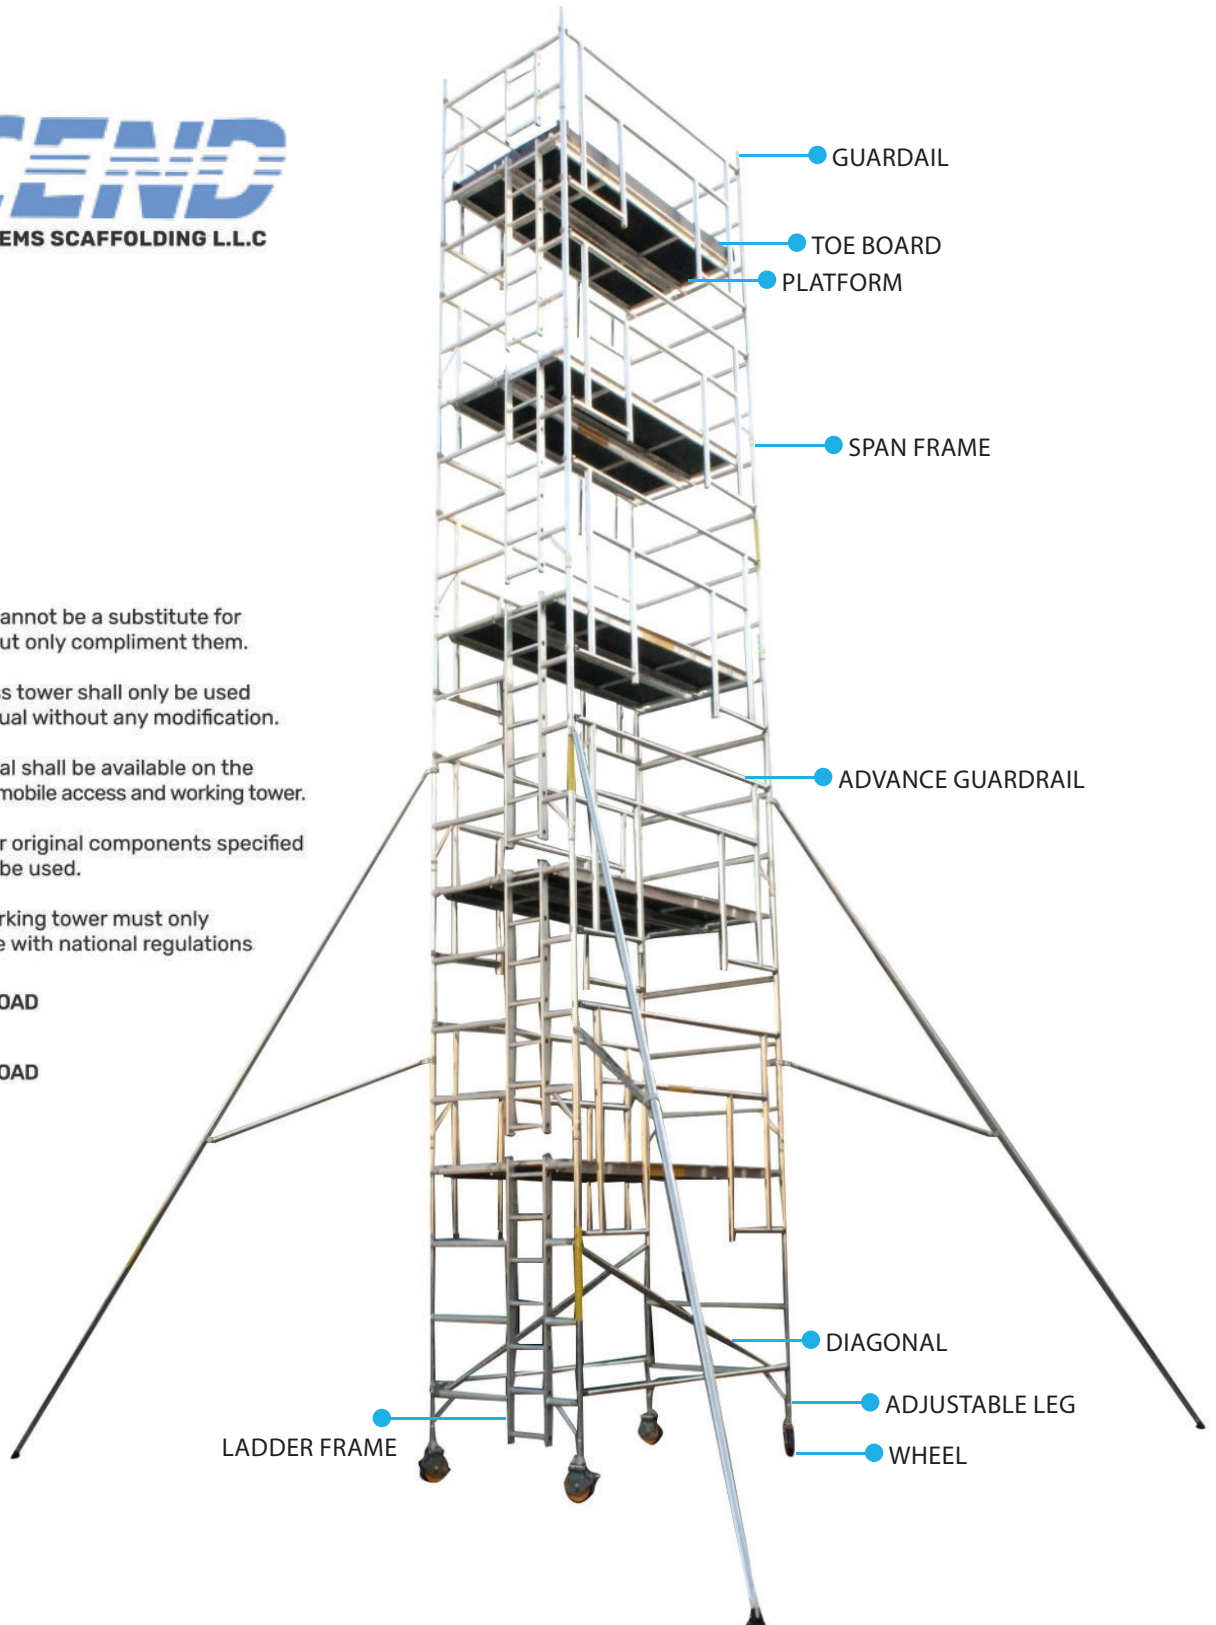 CEND
EMS SCAFFOLDING L.L.C
GUARDAIL
TOE BOARD
PLATFORM
SPAN FRAME
annot be a substitute for
ut only compliment them.
ss tower shall only be used
ual without any modification.
al shall be available on the
mobile access and working tower.
r original components specified
be used.
rking tower must only
e with national regulations
OAD
OAD
ADVANCE GUARDRAIL
DIAGONAL
ADJUSTABLE LEG
LADDER FRAME
WHEEL